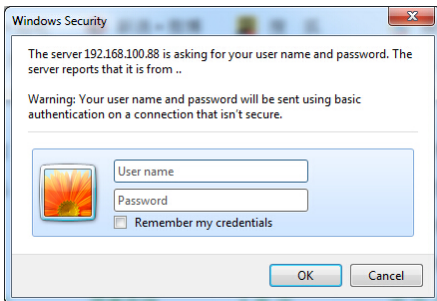 Windows Security
The server 192.168.100.88 is asking for your user name and password. The
server reports that it is from ..
Warning: Your user name and password will be sent using basic
authentication on a connection that isn't secure.
User name
Password
Remember my credentials
OK
Cancel